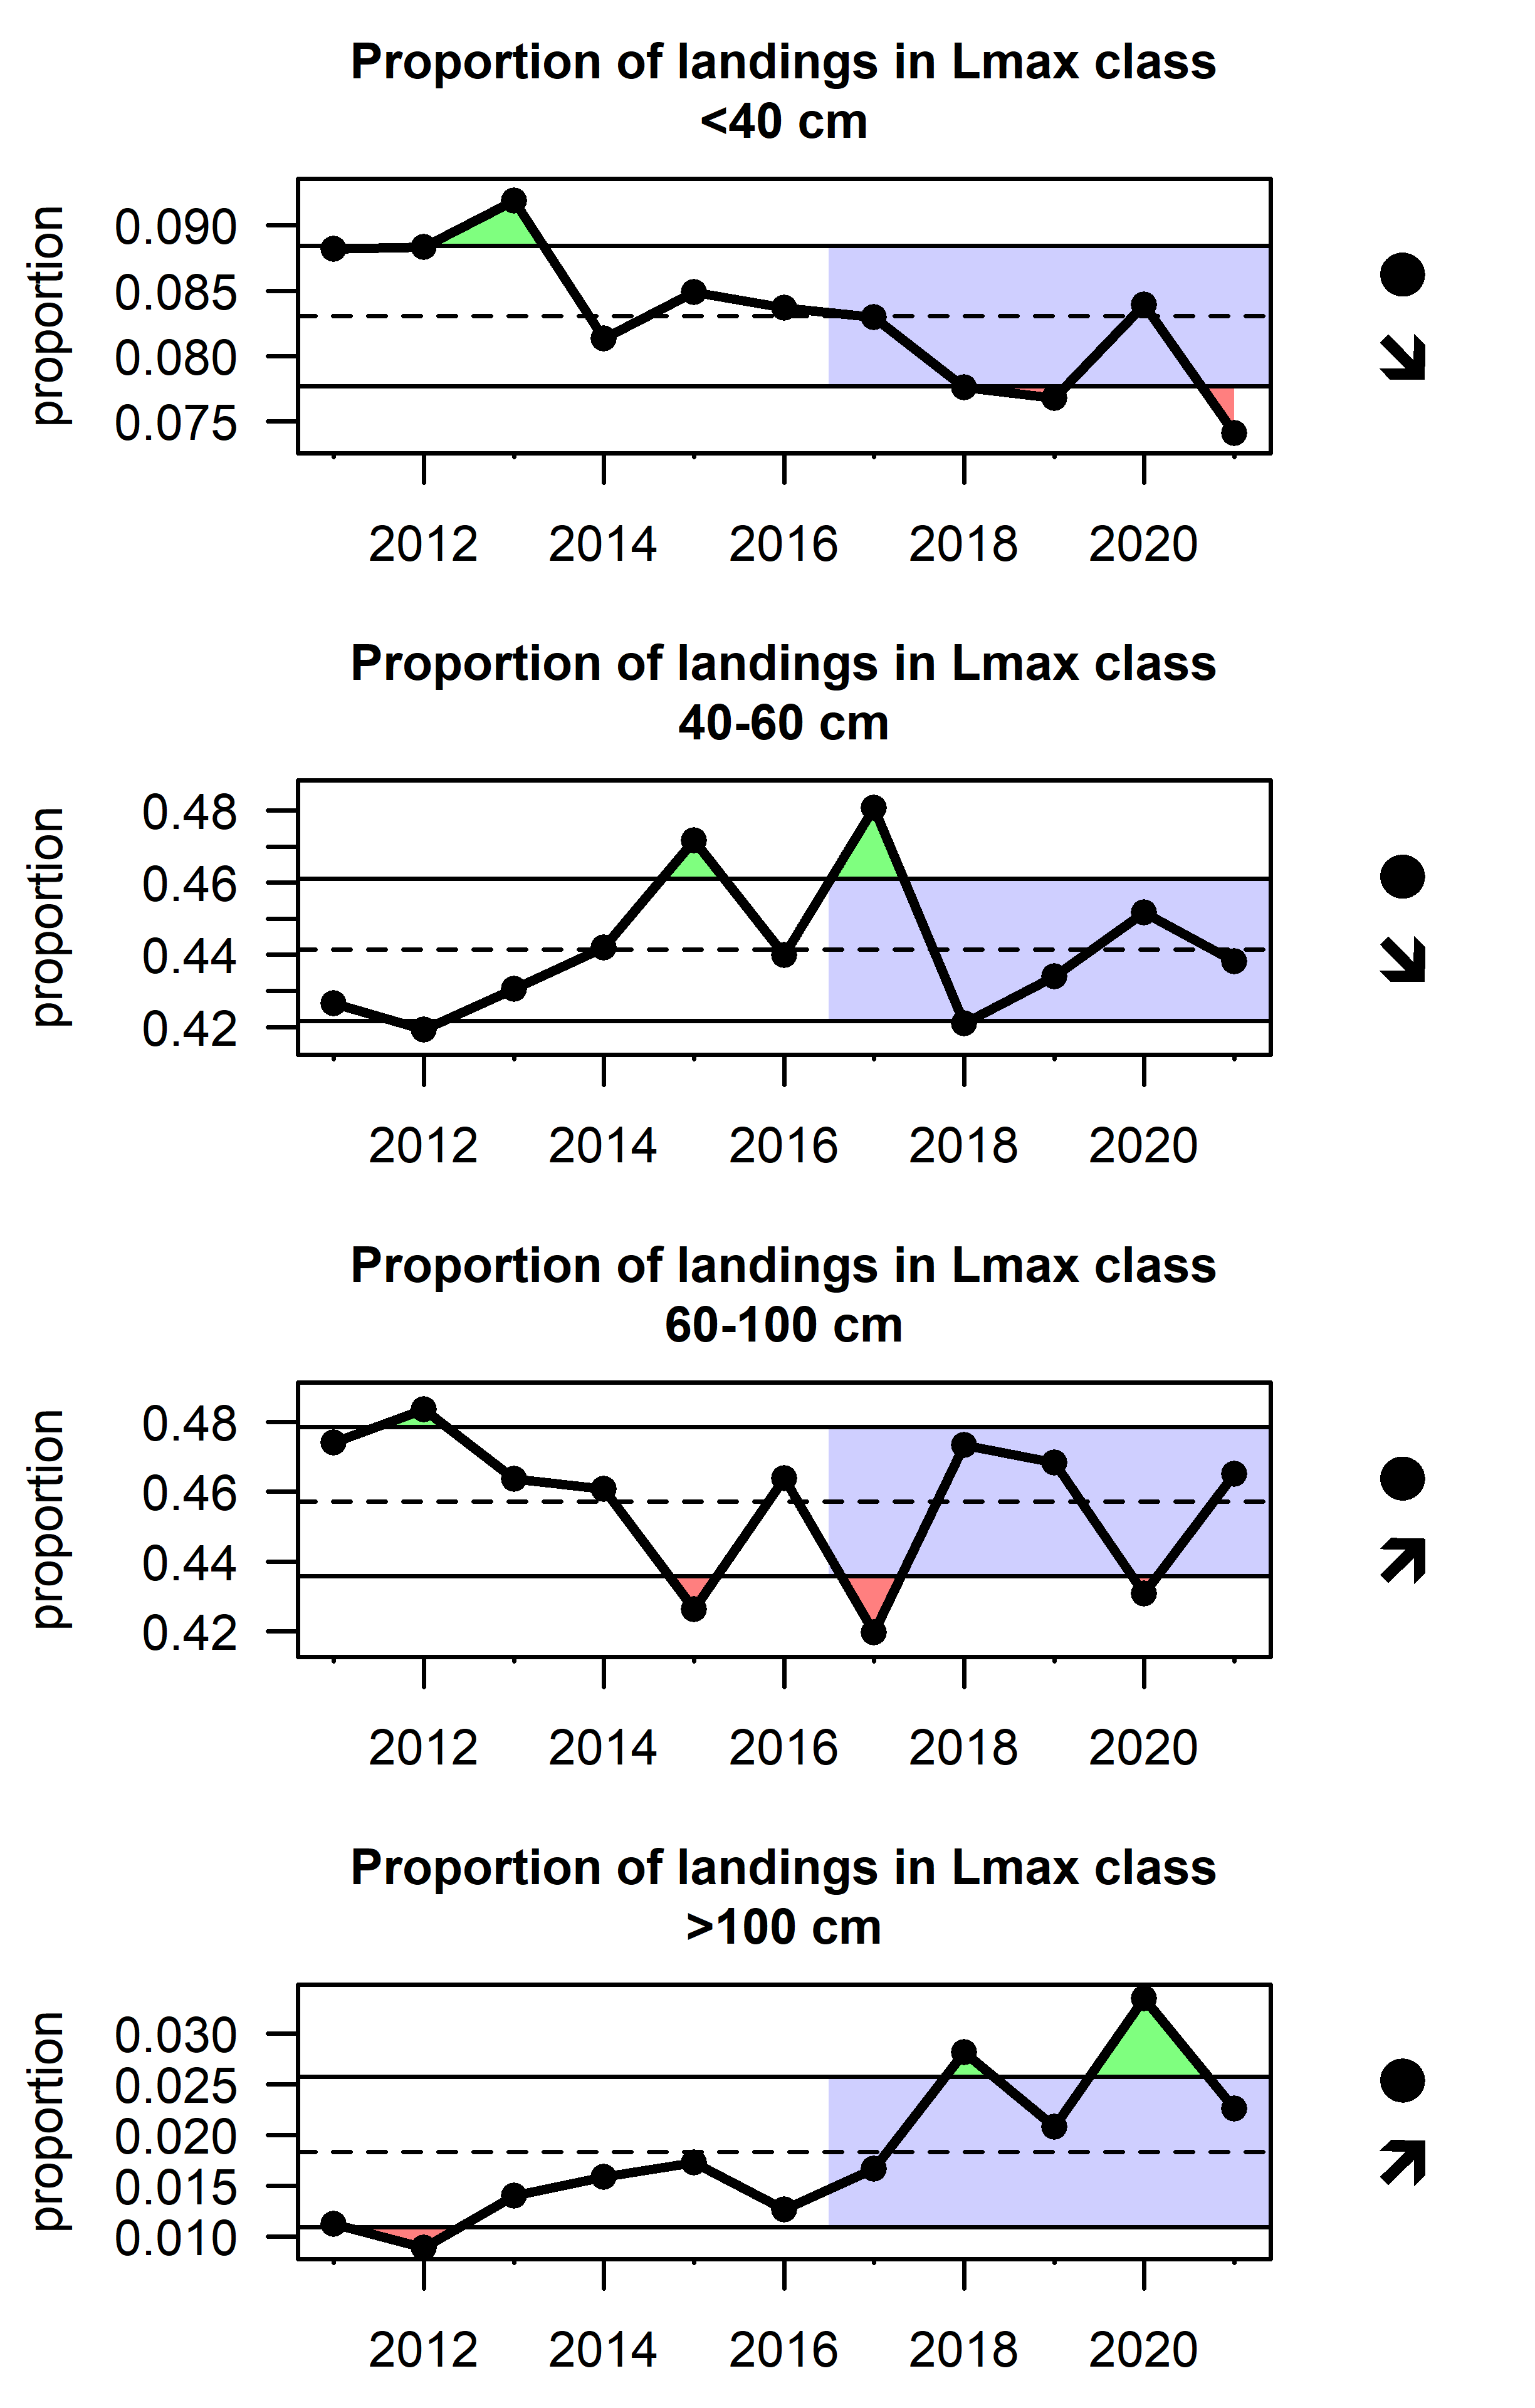 Proportion of landings in Lmax class
<40 cm
proportion
0.090
0.085
0.080
0.075
2012 2014 2016 2018 2020
Proportion of landings in Lmax class
40-60 cm
proportion
0.48
0.46
0.44
0.42
2012 2014 2016 2018 2020
Proportion of landings in Lmax class
60-100 cm
proportion
0.48
0.46
0.44
0.42
2012 2014 2016 2018 2020
Proportion of landings in Lmax class
>100 cm
proportion
0.030
0.025
0.020
0.015
0.010
2012 2014 2016 2018 2020